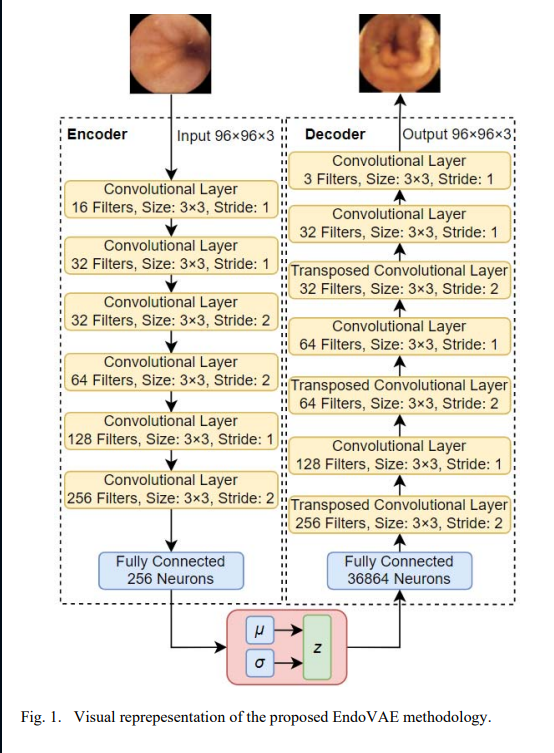 Encoder
Input 96×96×3
Convolutional Layer
16 Filters, Size: 3×3, Stride: 1
Convolutional Layer
32 Filters, Size: 3×3, Stride: 1
Convolutional Layer
32 Filters, Size: 3×3, Stride: 2
Convolutional Layer
64 Filters, Size: 3×3, Stride: 2
Convolutional Layer
128 Filters, Size: 3×3, Stride: 1
Convolutional Layer
256 Filters, Size: 3×3, Stride: 2
Fully Connected
256 Neurons
Decoder
Output 96×96×3
Convolutional Layer
3 Filters, Size: 3×3, Stride: 1
Convolutional Layer
32 Filters, Size: 3×3, Stride: 1
Transposed Convolutional Layer
32 Filters, Size: 3×3, Stride: 2
Convolutional Layer
64 Filters, Size: 3×3, Stride: 1
Transposed Convolutional Layer
64 Filters, Size: 3×3, Stride: 2
Convolutional Layer
128 Filters, Size: 3×3, Stride: 1
Transposed Convolutional Layer
256 Filters, Size: 3×3, Stride: 2
Fully Connected
36864 Neurons
μ
σ
z
Fig. 1. Visual reprepesentation of the proposed EndoVAE methodology.